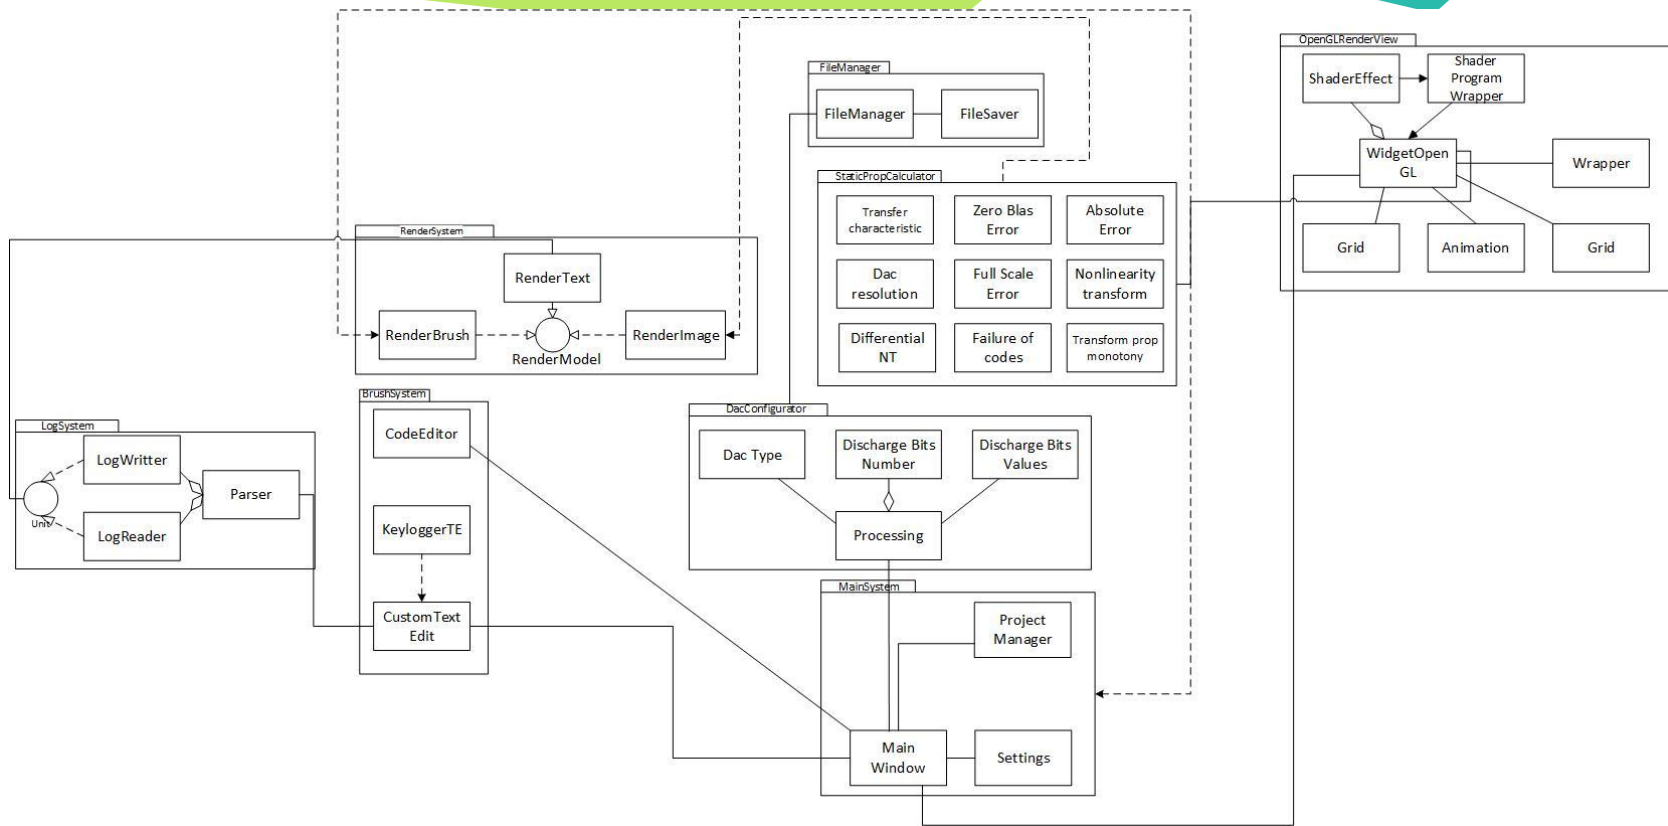 OpenGLRenderView
ShaderEffect
Shader
Program
Wrapper
WidgetOpen
GL
Wrapper
Grid
Animation
Grid
FileManager
FileManager
FileSaver
StaticPropCalculator
Transfer
characteristic
Zero Blas
Error
Absolute
Error
Dac
resolution
Full Scale
Error
Nonlinearity
transform
Differential
NT
Failure of
codes
Transform prop
monotony
RenderSystem
RenderText
RenderBrush
RenderModel
RenderImage
BrushSystem
CodeEditor
KeyloggerTE
CustomText
Edit
LogSystem
LogWritter
Unit
LogReader
Parser
DacConfigurator
Dac Type
Discharge Bits
Number
Discharge Bits
Values
Processing
MainSystem
Project
Manager
Main
Window
Settings